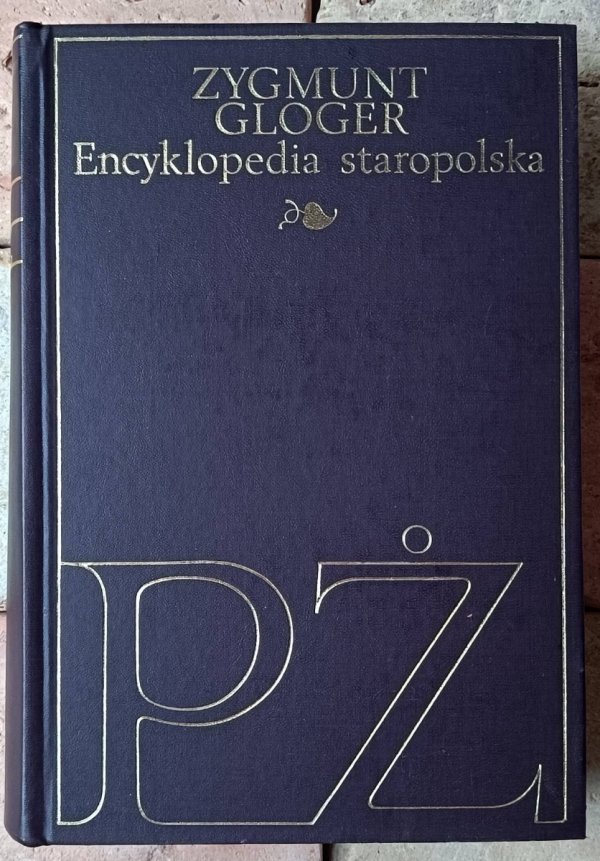 ZYGMUNT
GLOGER
Encyklopedia staropolska
PŻ